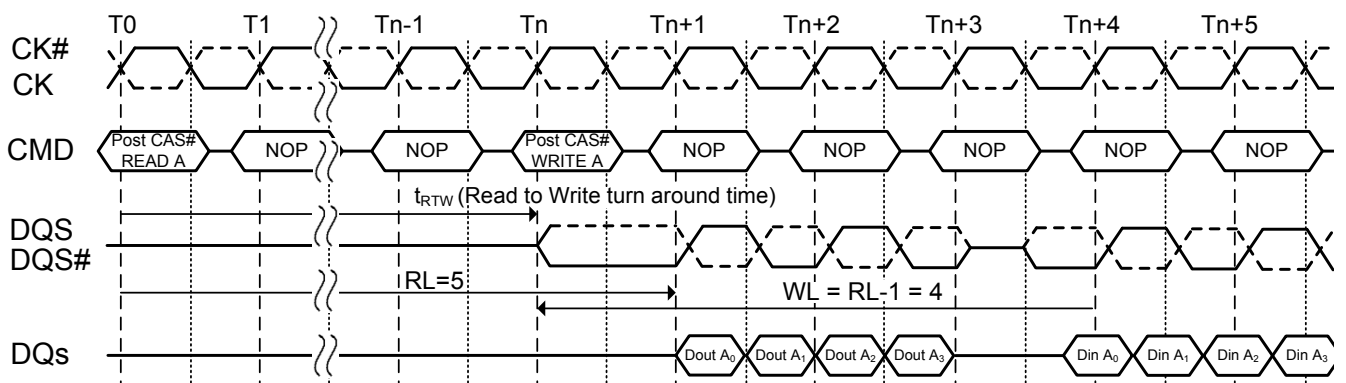 T0 T1 Tn-1 Tn Tn+1 Tn+2 Tn+3 Tn+4 Tn+5
CK#
CK
CMD
Post CAS#
READ A
NOP
NOP
Post CAS#
WRITE A
NOP
NOP
NOP
NOP
NOP
tRTW (Read to Write turn around time)
DQS
DQS#
RL=5
WL = RL-1 = 4
DQs
Dout A0 Dout A1 Dout A2 Dout A3 Din A0 Din A1 Din A2 Din A3